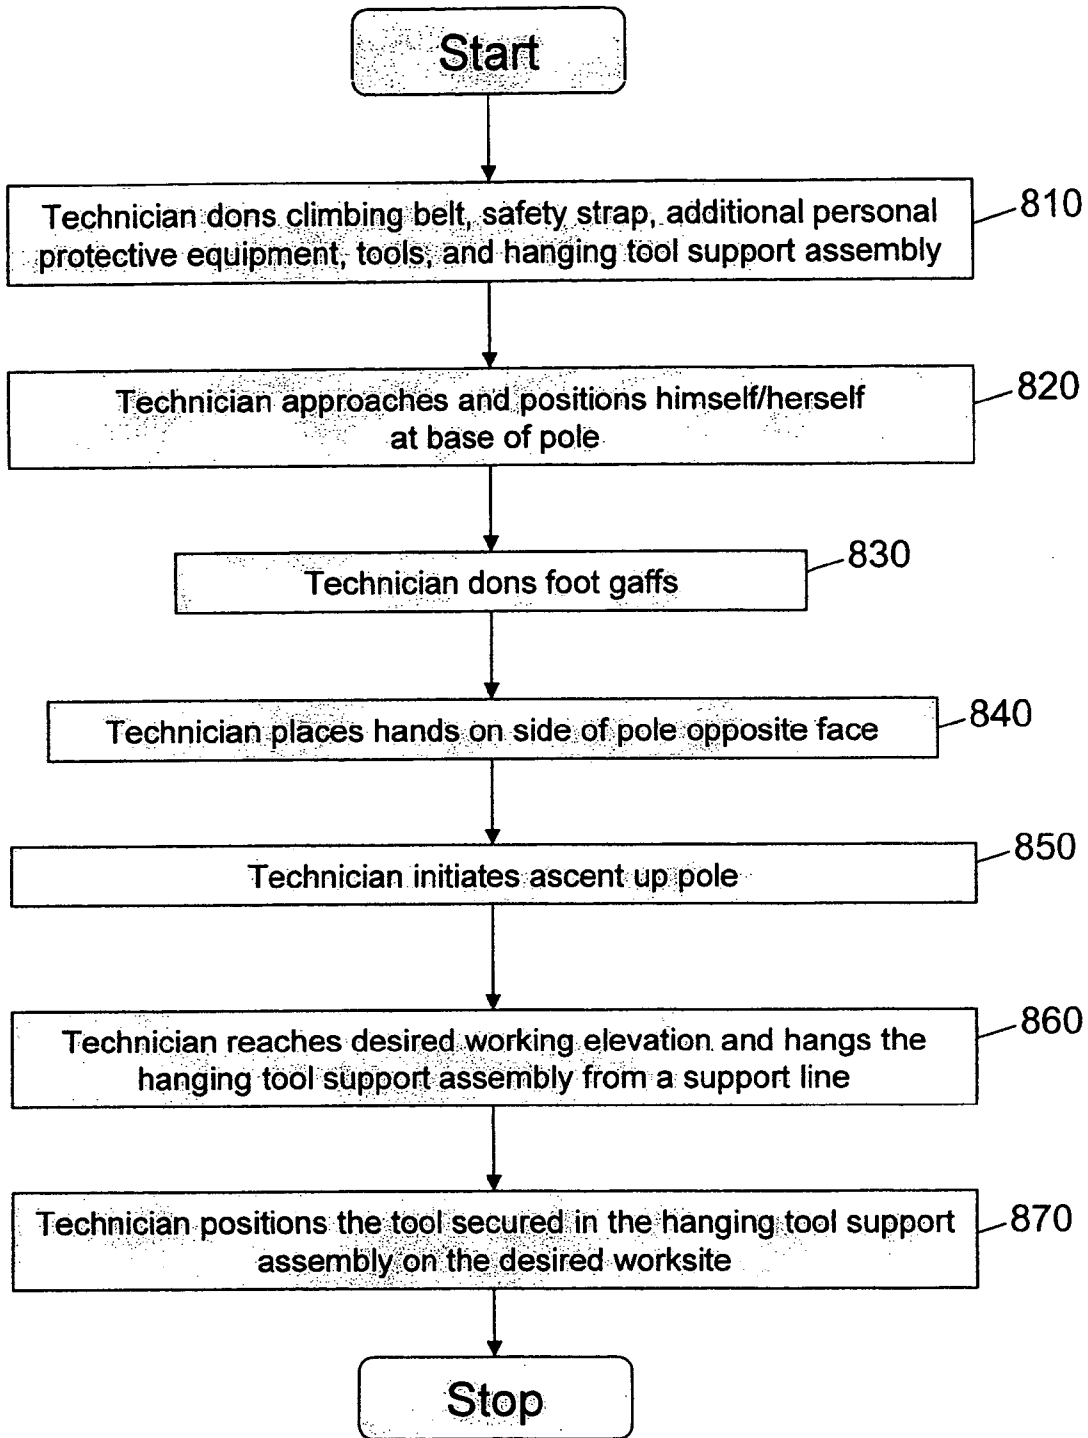 Start
Technician dons climbing belt, safety strap, additional personal
protective equipment, tools, and hanging tool support assembly
810
Technician approaches and positions himself/herself
at base of pole
820
Technician dons foot gaffs
830
Technician places hands on side of pole opposite face
840
Technician initiates ascent up pole
850
Technician reaches desired working elevation and hangs the
hanging tool support assembly from a support line
860
Technician positions the tool secured in the hanging tool support
assembly on the desired worksite
870
Stop